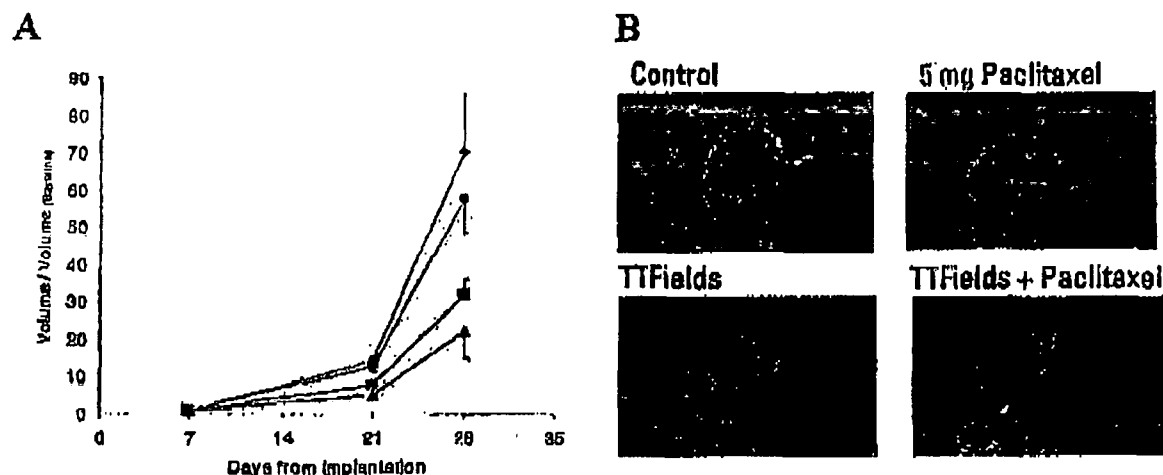 A
B
Control
5 mg Paclitaxel
90
80
70
60
50
40
30
20
10
0
Volume / Volume (Baseline)
0 7 14 21 28 35
Days from Implantation
TTFields
TTFields + Paclitaxel